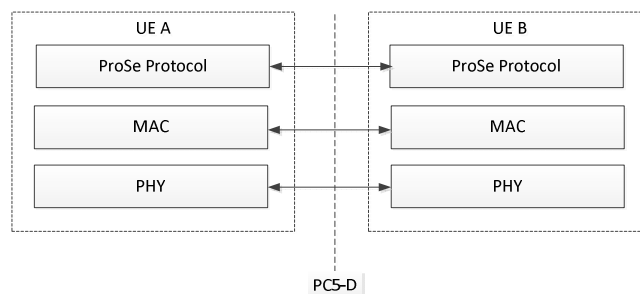 UE A
UE B
ProSe Protocol
ProSe Protocol
MAC
MAC
PHY
PHY
PC5-D